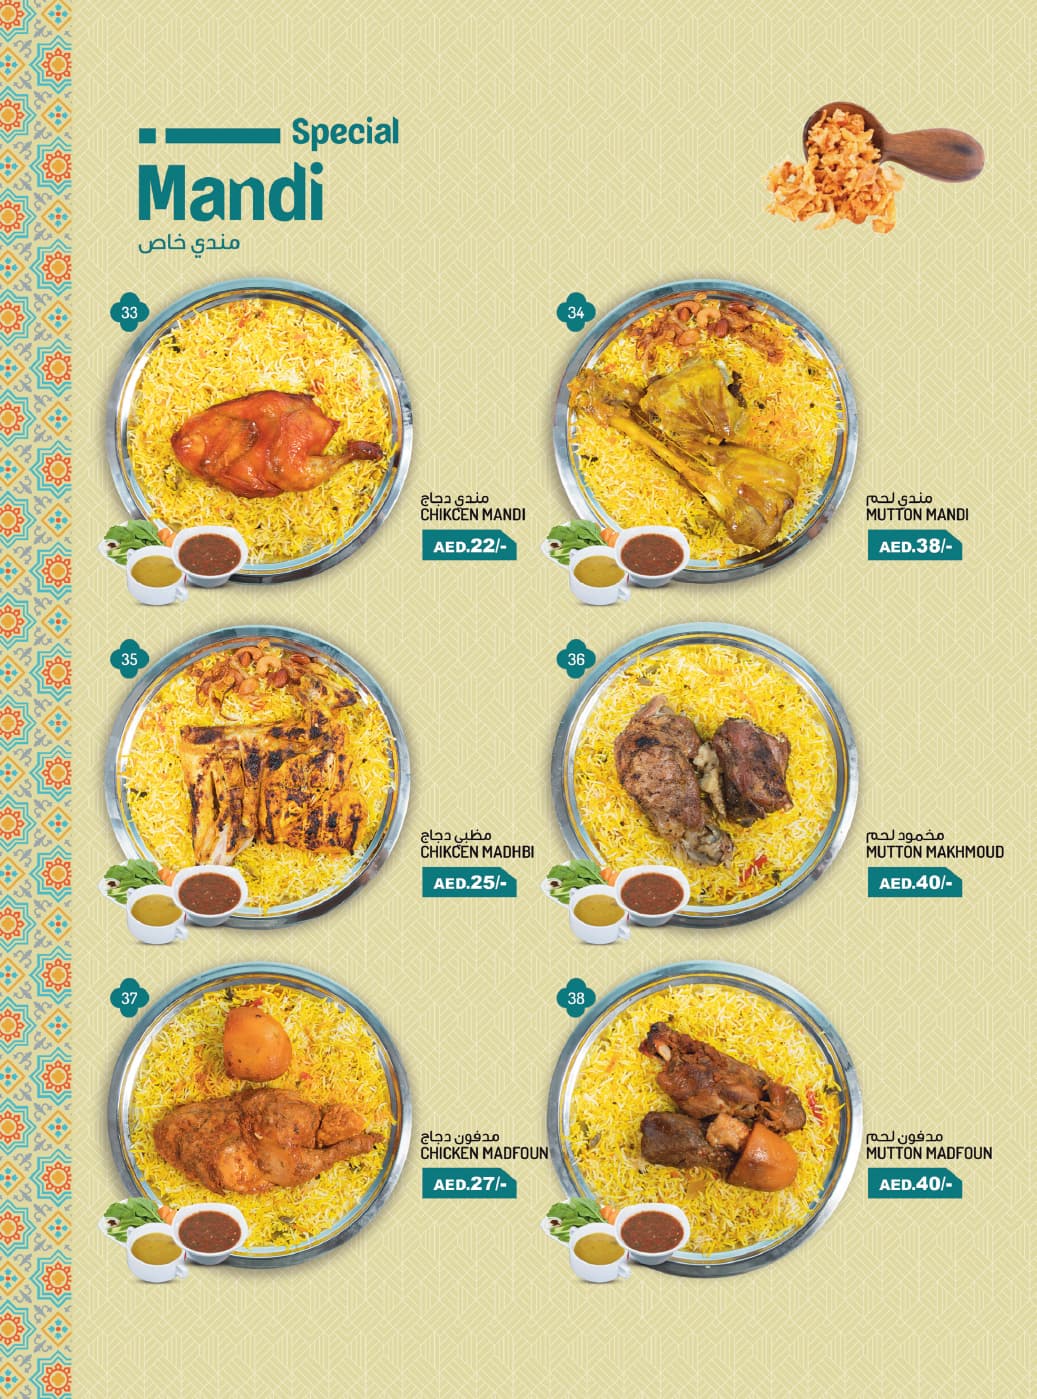 Special
Mandi
مندي خاص
33
مندي دجاج
CHIKCEN MANDI
AED.22/-
34
مندي لحم
MUTTON MANDI
AED.38/-
35
مظبي دجاج
CHIKCEN MADHBI
AED.25/-
36
مخمود لحم
MUTTON MAKHMOUD
AED.40/-
37
مدفون دجاج
CHICKEN MADFOUN
AED.27/-
38
مدفون لحم
MUTTON MADFOUN
AED.40/-